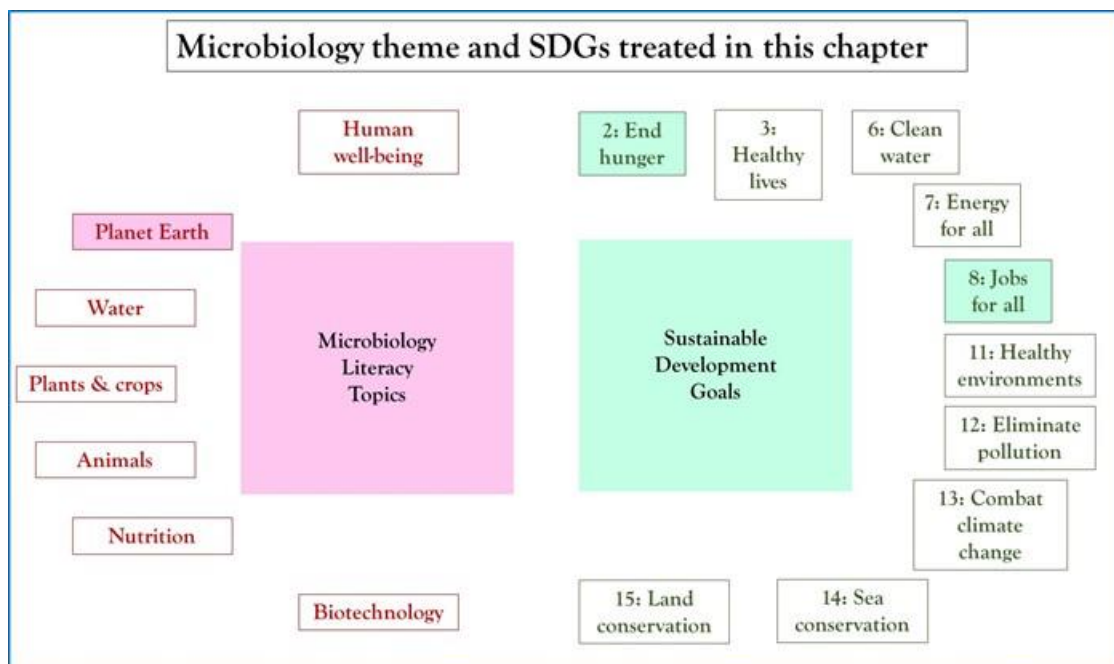 Microbiology theme and SDGs treated in this chapter
Human
well-being
Planet Earth
Water
Plants & crops
Animals
Nutrition
Biotechnology
Microbiology
Literacy
Topics
Sustainable
Development
Goals
2: End
hunger
3:
Healthy
lives
6: Clean
water
7: Energy
for all
8: Jobs
for all
11: Healthy
environments
12: Eliminate
pollution
13: Combat
climate
change
14: Sea
conservation
15: Land
conservation